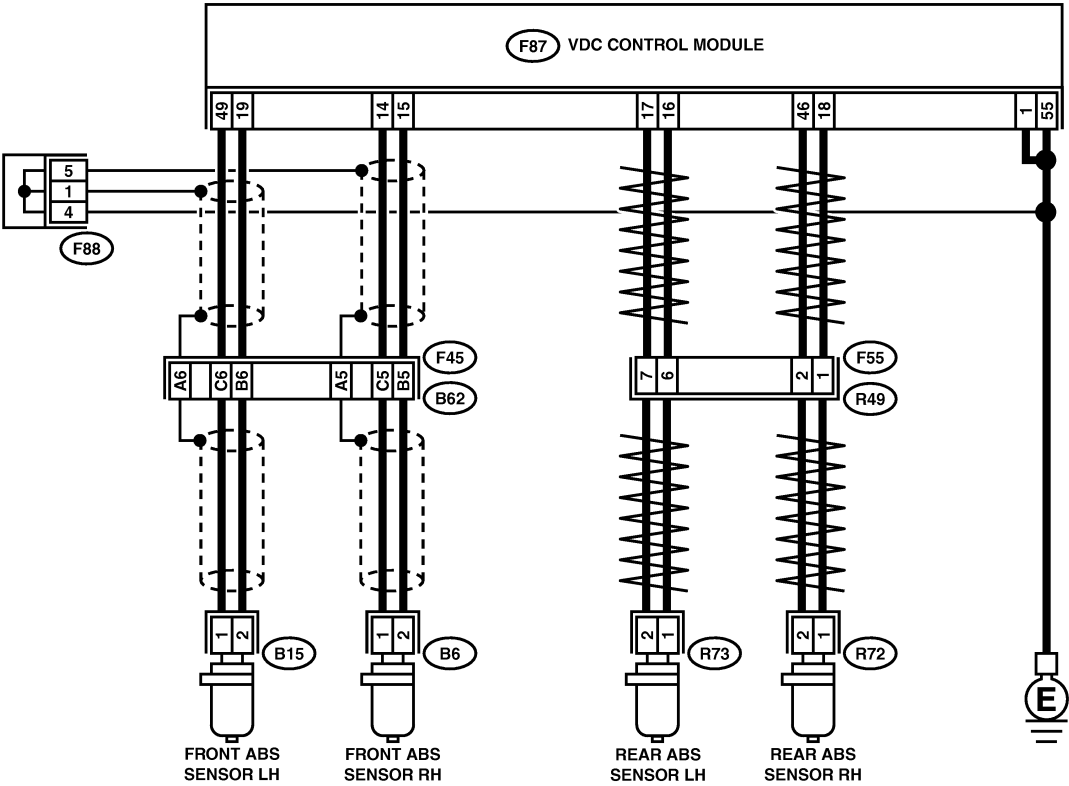 F87 VDC CONTROL MODULE
49 19 14 15 17 16 46 18 1 55
5
1
4
F88
F45
A6 C6 B6 A5 C5 B5
B62
F55
7 6 2 1
R49
1 2 B15
1 2 B6
2 1 R73
2 1 R72
E
FRONT ABS
SENSOR LH
FRONT ABS
SENSOR RH
REAR ABS
SENSOR LH
REAR ABS
SENSOR RH